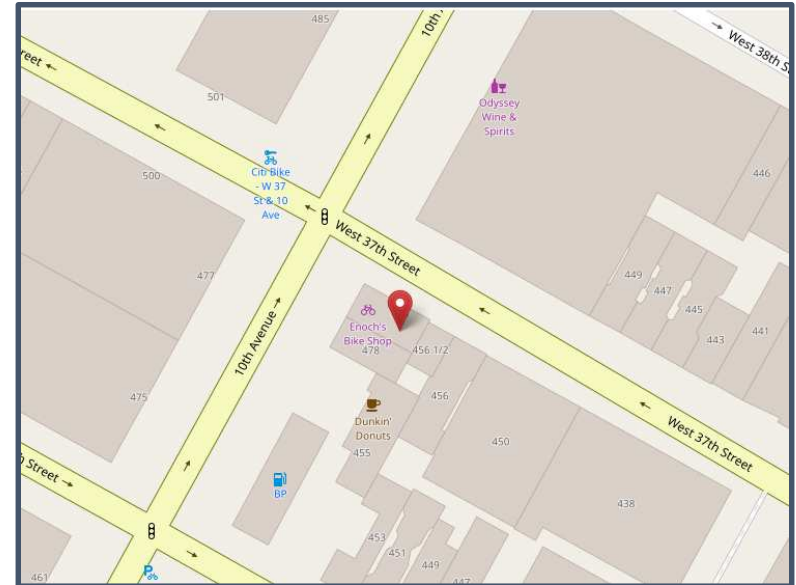 485
10th
West 38th S
reet
Odyssey
Wine &
Spirits
501
Citi Bike
- W 37
St & 10
Ave
500
446
West 37th Street
477
449
447
445
443
441
10th Avenue
Enoch's
Bike Shop
478
456 1/2
456
475
Dunkin'
Donuts
455
450
West 37th Street
h Street
BP
438
453
451
449
447
461
P